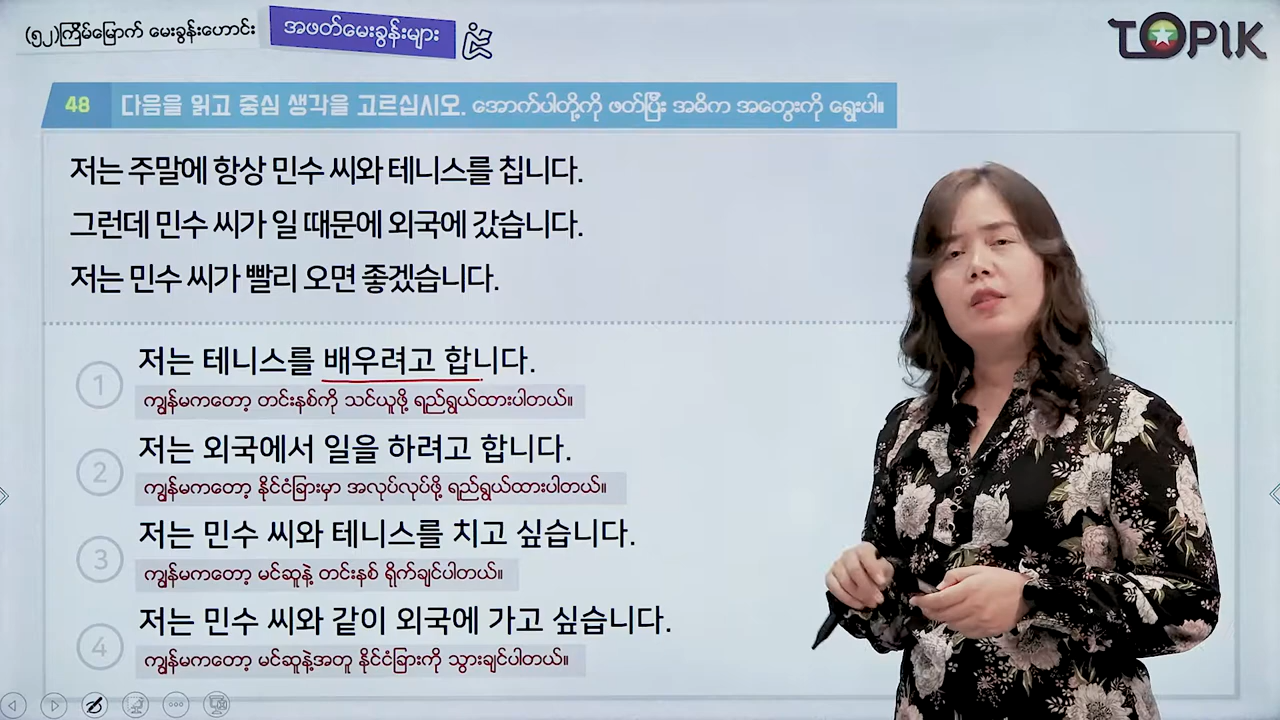 (၅၂)ကြိမ်မြောက် မေးခွန်းဟောင်း
အဖတ်မေးခွန်းများ
TOPIK
48 다음을 읽고 중심 생각을 고르십시오. အောက်ပါတို့ကို ဖတ်ပြီး အဓိက အတွေးကို ရွေးပါ။
저는 주말에 항상 민수 씨와 테니스를 칩니다.
그런데 민수 씨가 일 때문에 외국에 갔습니다.
저는 민수 씨가 빨리 오면 좋겠습니다.
1 저는 테니스를 배우려고 합니다.
ကျွန်မကတော့ တင်းနစ်ကို သင်ယူဖို့ ရည်ရွယ်ထားပါတယ်။
2 저는 외국에서 일을 하려고 합니다.
ကျွန်မကတော့ နိုင်ငံခြားမှာ အလုပ်လုပ်ဖို့ ရည်ရွယ်ထားပါတယ်။
3 저는 민수 씨와 테니스를 치고 싶습니다.
ကျွန်မကတော့ မင်ဆူနဲ့ တင်းနစ် ရိုက်ချင်ပါတယ်။
4 저는 민수 씨와 같이 외국에 가고 싶습니다.
ကျွန်မကတော့ မင်ဆူနဲ့အတူ နိုင်ငံခြားကို သွားချင်ပါတယ်။